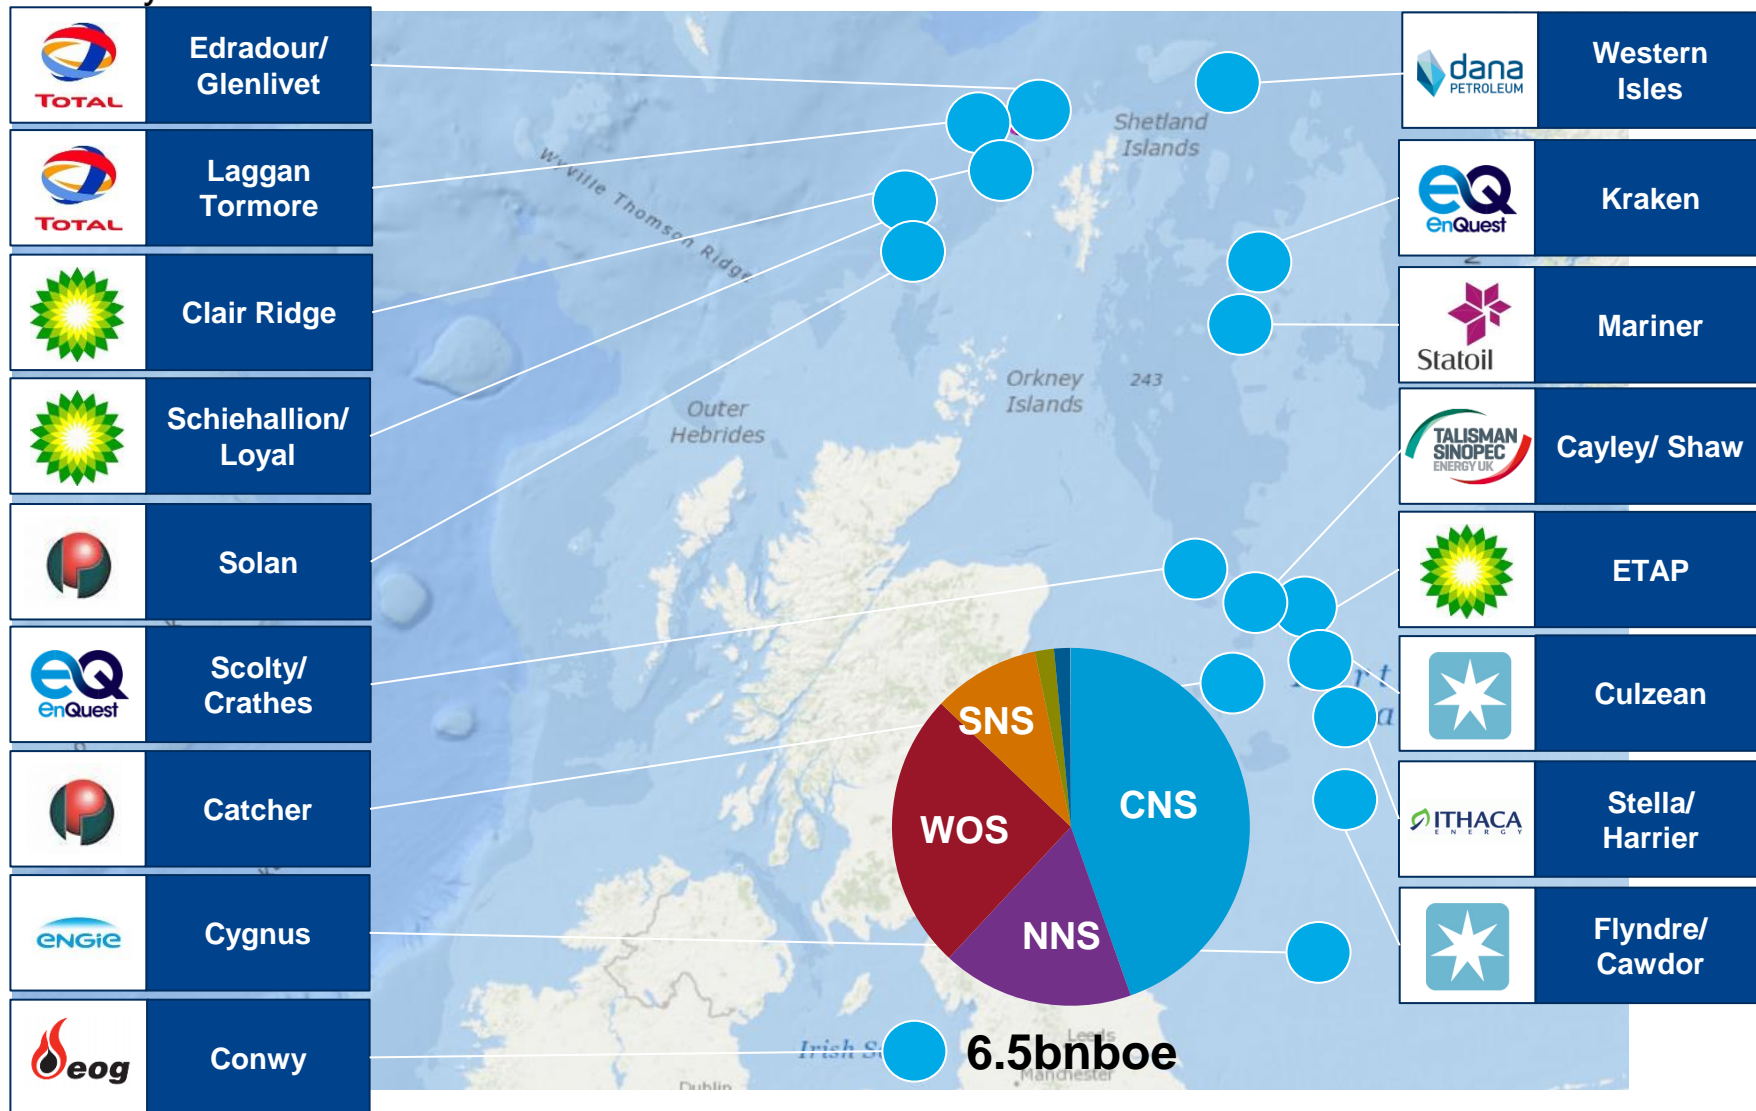 TOTAL
Edradour/
Glenlivet
TOTAL
Laggan
Tormore
Clair Ridge
Schiehallion/
Loyal
Solan
EQ
EnQuest
Scolty/
Crathes
Catcher
ENGIE
Cygnus
eog
Conwy
Wyville Thomson Ridge
Shetland
Islands
Orkney
Islands
243
Outer
Hebrides
SNS
WOS
CNS
NNS
6.5bnboe
Leeds
Manchester
Irish S
Dublin
dana
PETROLEUM
Western
Isles
EQ
EnQuest
Kraken
Statoil
Mariner
TALISMAN
SINOPEC
ENERGY UK
Cayley/ Shaw
ETAP
Culzean
ITHACA
ENERGY
Stella/
Harrier
Flyndre/
Cawdor